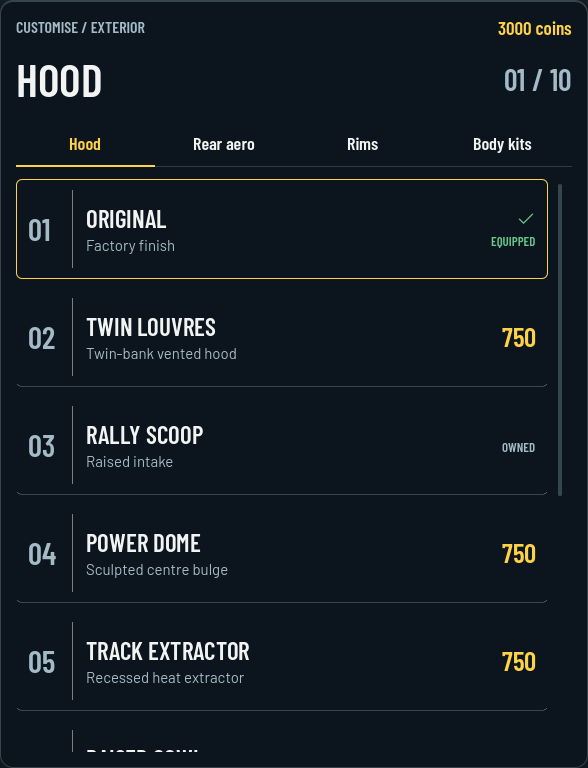 CUSTOMISE / EXTERIOR
3000 coins
HOOD
01 / 10
Hood
Rear aero
Rims
Body kits
01
ORIGINAL
Factory finish
EQUIPPED
02
TWIN LOUVRES
Twin-bank vented hood
750
03
RALLY SCOOP
Raised intake
OWNED
04
POWER DOME
Sculpted centre bulge
750
05
TRACK EXTRACTOR
Recessed heat extractor
750